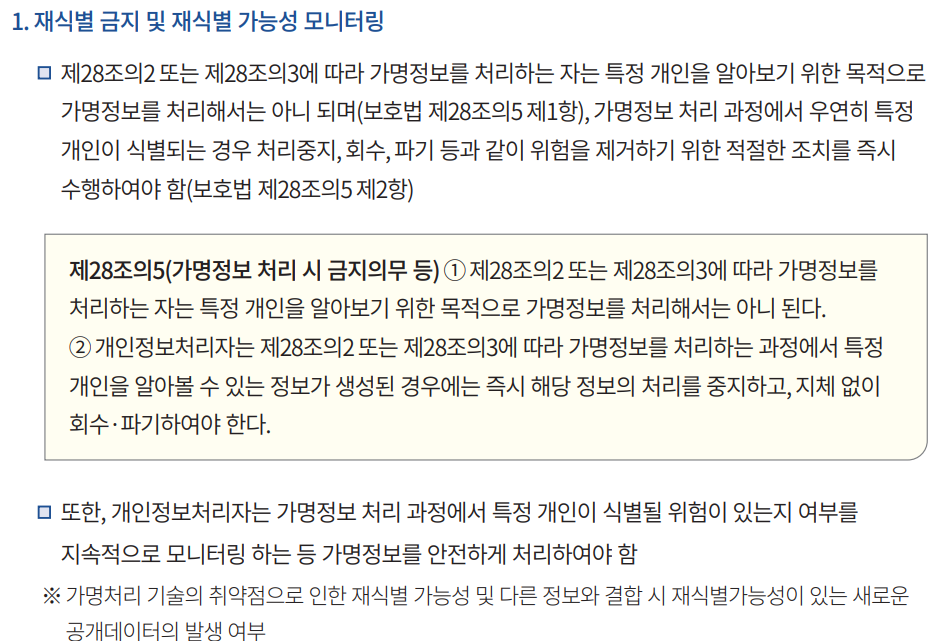 1. 재식별 금지 및 재식별 가능성 모니터링
제28조의2 또는 제28조의3에 따라 가명정보를 처리하는 자는 특정 개인을 알아보기 위한 목적으로
가명정보를 처리해서는 아니 되며(보호법 제28조의5 제1항), 가명정보 처리 과정에서 우연히 특정
개인이 식별되는 경우 처리중지, 회수, 파기 등과 같이 위험을 제거하기 위한 적절한 조치를 즉시
수행하여야 함(보호법 제28조의5 제2항)
제28조의5(가명정보 처리 시 금지의무 등) ① 제28조의2 또는 제28조의3에 따라 가명정보를
처리하는 자는 특정 개인을 알아보기 위한 목적으로 가명정보를 처리해서는 아니 된다.
② 개인정보처리자는 제28조의2 또는 제28조의3에 따라 가명정보를 처리하는 과정에서 특정
개인을 알아볼 수 있는 정보가 생성된 경우에는 즉시 해당 정보의 처리를 중지하고, 지체 없이
회수·파기하여야 한다.
또한, 개인정보처리자는 가명정보 처리 과정에서 특정 개인이 식별될 위험이 있는지 여부를
지속적으로 모니터링 하는 등 가명정보를 안전하게 처리하여야 함
※ 가명처리 기술의 취약점으로 인한 재식별 가능성 및 다른 정보와 결합 시 재식별가능성이 있는 새로운
공개데이터의 발생 여부